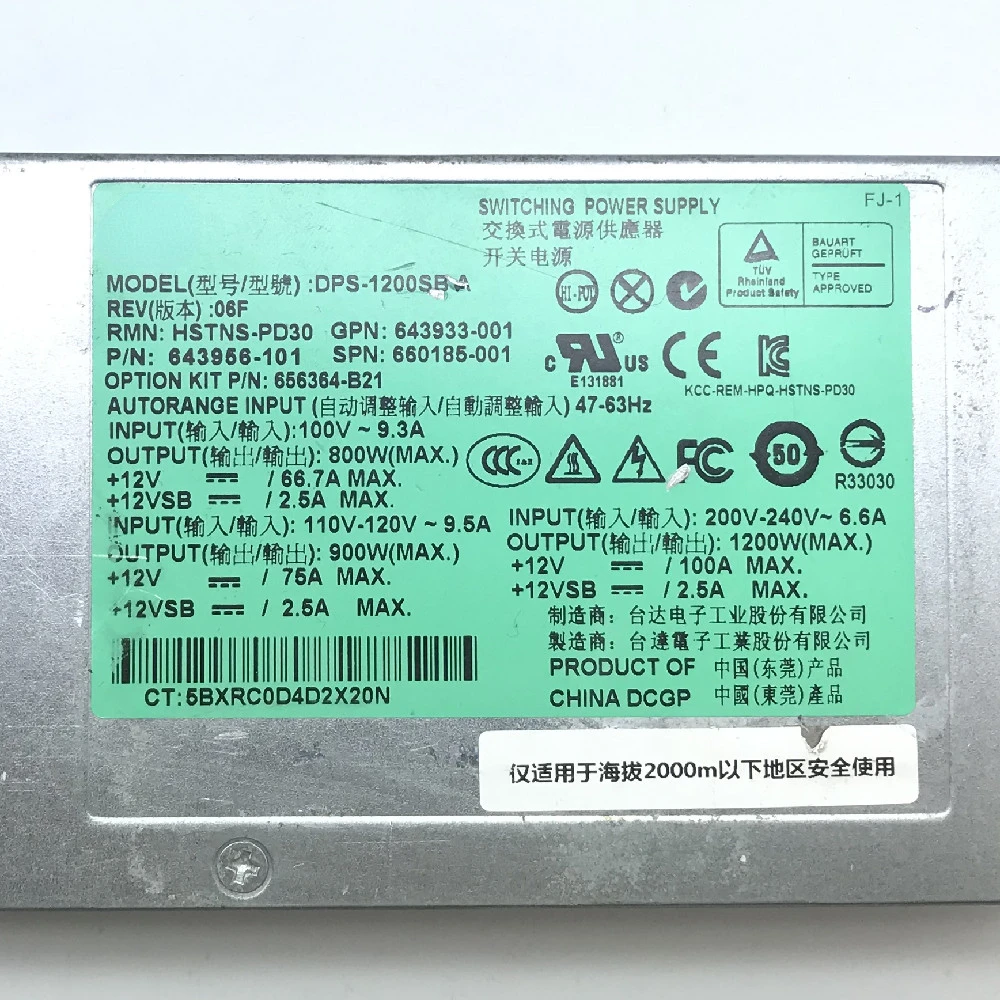 FJ-1
SWITCHING POWER SUPPLY
交換式電源供應器
开关电源
MODEL(型号/型號) :DPS-1200SB A
REV(版本) :06F
RMN: HSTNS-PD30 GPN: 643933-001
P/N: 643956-101 SPN: 660185-001
OPTION KIT P/N: 656364-B21
HI-POT
TÜV
Rheinland
Product Safety
BAUART
GEPRÜFT
TYPE
APPROVED
c UR US
E131881
CE
KCC-REM-HPQ-HSTNS-PD30
AUTORANGE INPUT (自动调整输入/自動調整輸入) 47-63Hz
INPUT(输入/輸入):100V ~ 9.3A
OUTPUT(输出/輸出): 800W(MAX.)
+12V / 66.7A MAX.
+12VSB / 2.5A MAX.
CCC S&E
FC
50
R33030
INPUT(输入/輸入): 110V-120V ~ 9.5A
OUTPUT(输出/輸出): 900W(MAX.)
+12V / 75A MAX.
+12VSB / 2.5A MAX.
INPUT(输入/輸入): 200V-240V~ 6.6A
OUTPUT(输出/輸出): 1200W(MAX.)
+12V / 100A MAX.
+12VSB / 2.5A MAX.
制造商: 台达电子工业股份有限公司
製造商: 台達電子工業股份有限公司
PRODUCT OF 中国(东莞)产品
CHINA DCGP 中國(東莞)產品
CT: 5BXRC0D4D2X20N
仅适用于海拔2000m以下地区安全使用